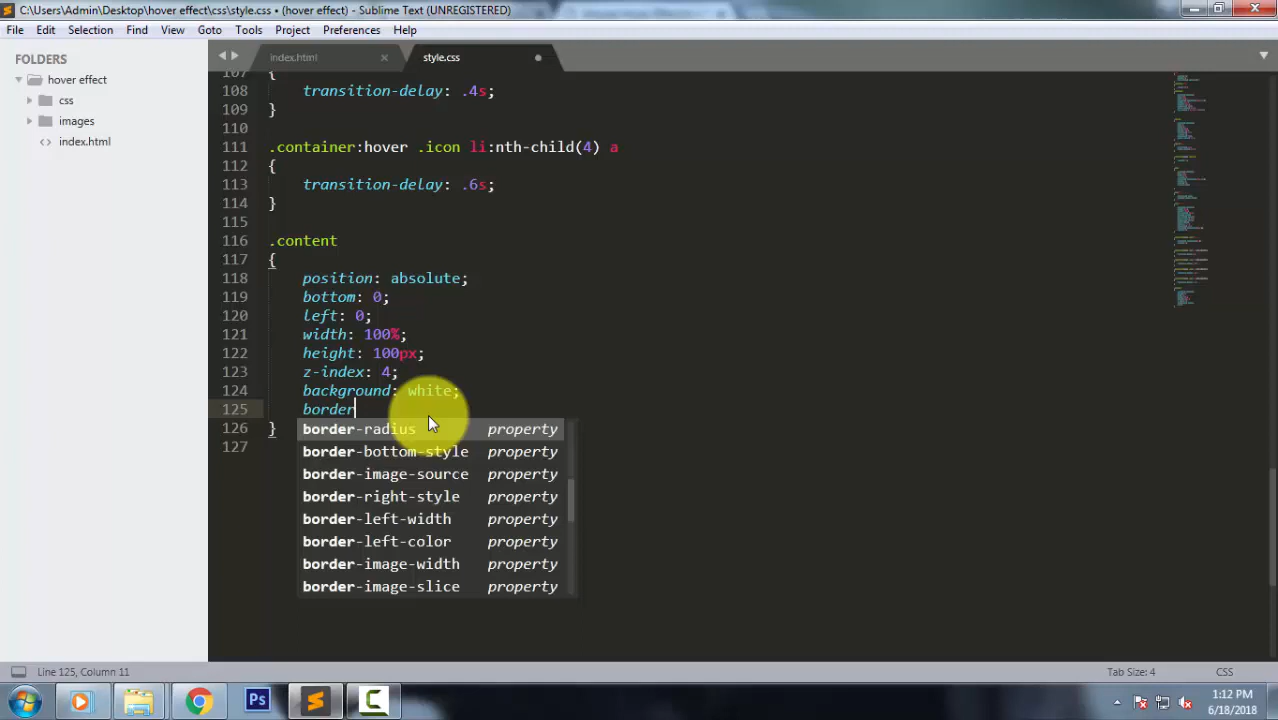 C:\Users\Admin\Desktop\hover effect\css\style.css • (hover effect) - Sublime Text (UNREGISTERED)
File Edit Selection Find View Goto Tools Project Preferences Help
FOLDERS
hover effect
css
images
index.html
index.html
style.css
107 {
108 transition-delay: .4s;
109 }
110
111 .container:hover .icon li:nth-child(4) a
112 {
113 transition-delay: .6s;
114 }
115
116 .content
117 {
118 position: absolute;
119 bottom: 0;
120 left: 0;
121 width: 100%;
122 height: 100px;
123 z-index: 4;
124 background: white;
125 border
126 }
127
border-radius property
border-bottom-style property
border-image-source property
border-right-style property
border-left-width property
border-left-color property
border-image-width property
border-image-slice property
Line 125, Column 11
Tab Size: 4
CSS
Ps
1:12 PM
6/18/2018